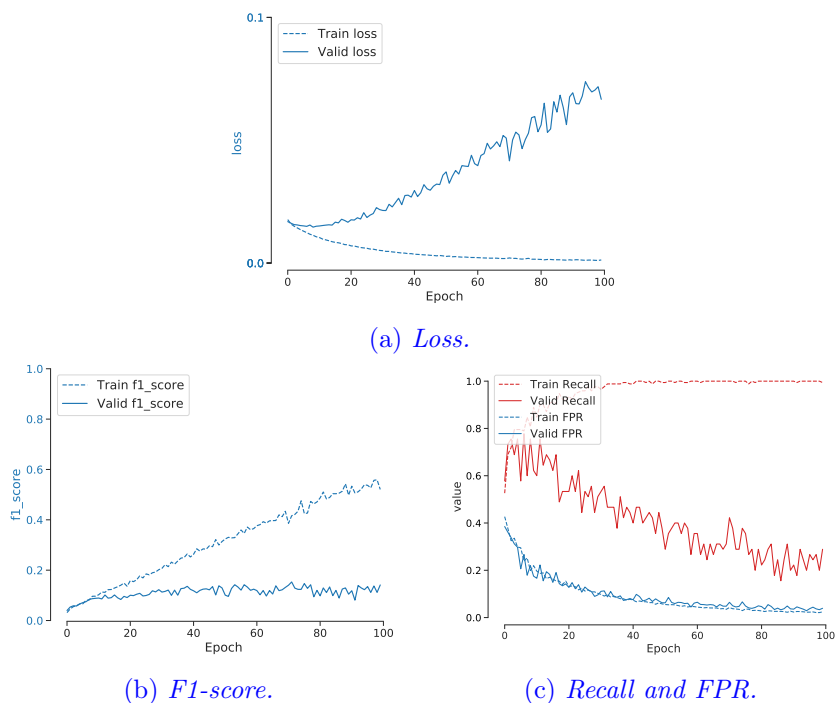 0.1
Train loss
Valid loss
loss
0.0
0 20 40 60 80 100
Epoch
(a) Loss.
1.0
Train f1_score
Valid f1_score
0.8
0.6
f1_score
0.4
0.2
0.0
0 20 40 60 80 100
Epoch
(b) F1-score.
1.0
Train Recall
Valid Recall
Train FPR
Valid FPR
0.8
0.6
value
0.4
0.2
0.0
0 20 40 60 80 100
Epoch
(c) Recall and FPR.